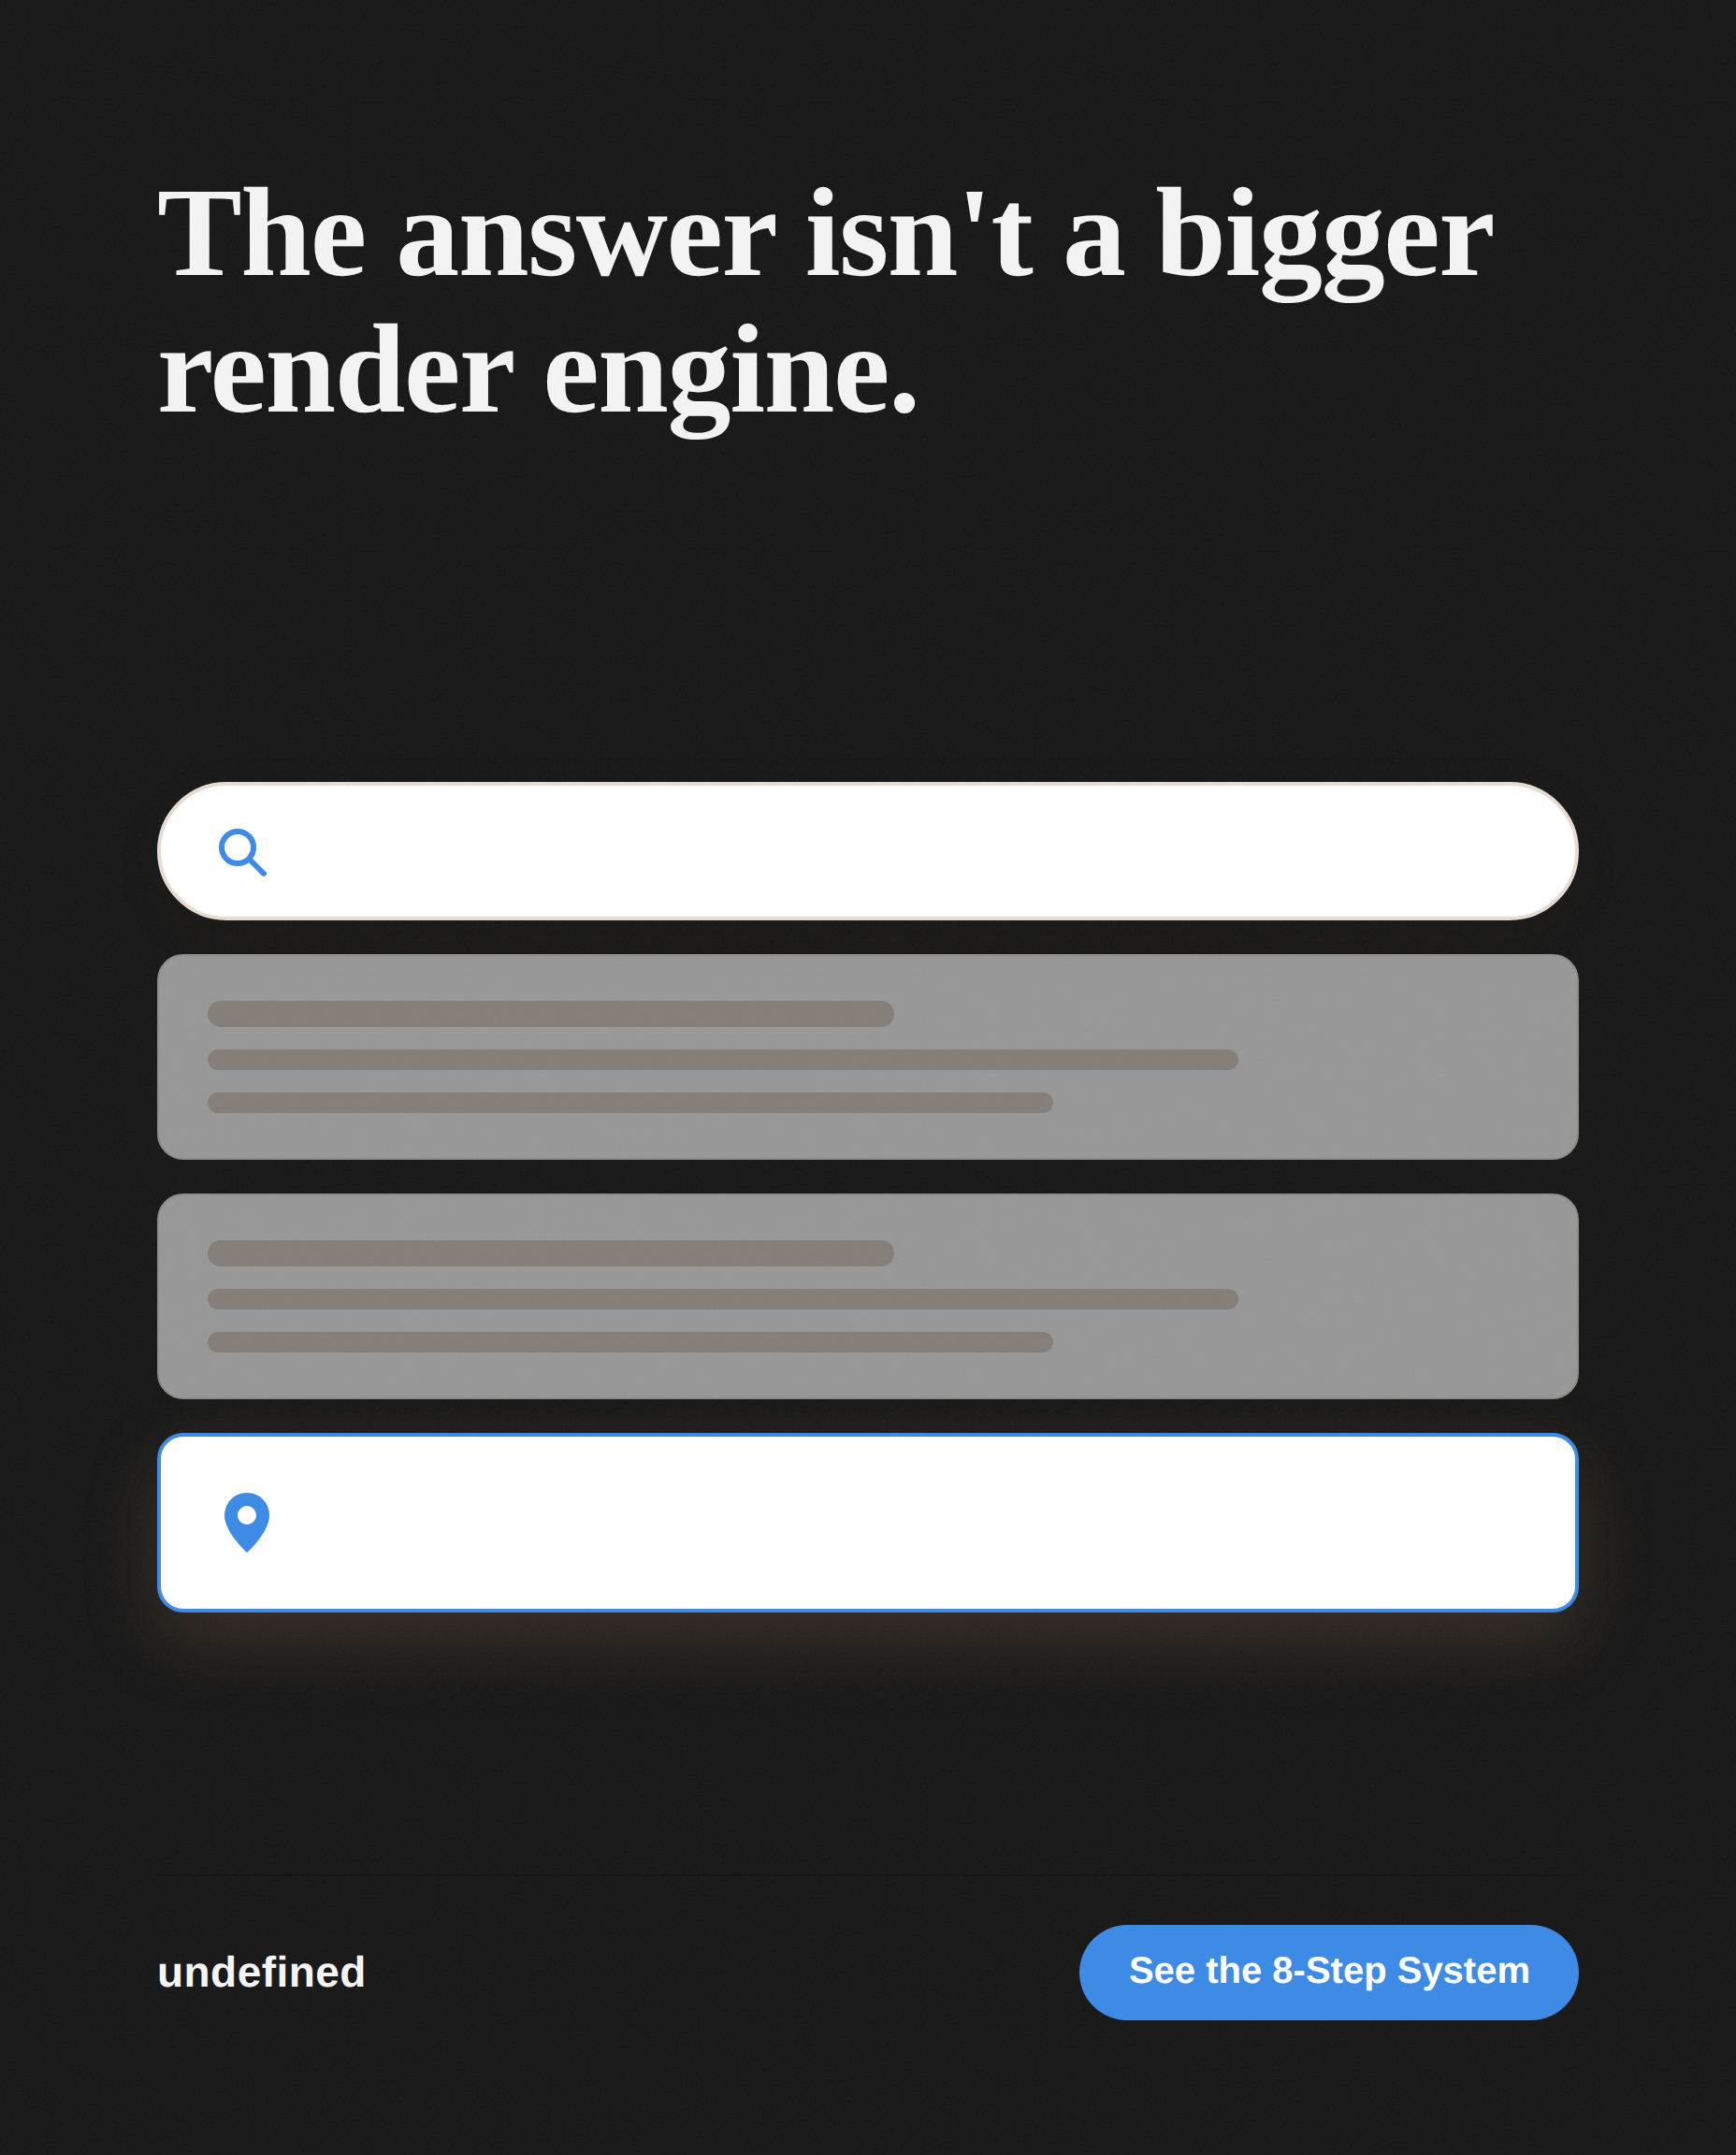 The answer isn't a bigger
render engine.
undefined
See the 8-Step System